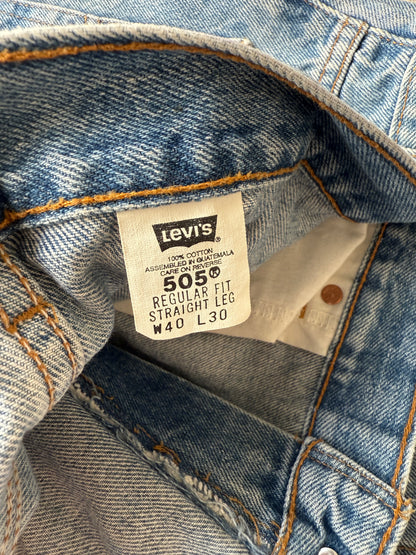 LEVI'S®
100% COTTON
ASSEMBLED IN GUATEMALA
CARE ON REVERSE
505®
REGULAR FIT
STRAIGHT LEG
W40 L30